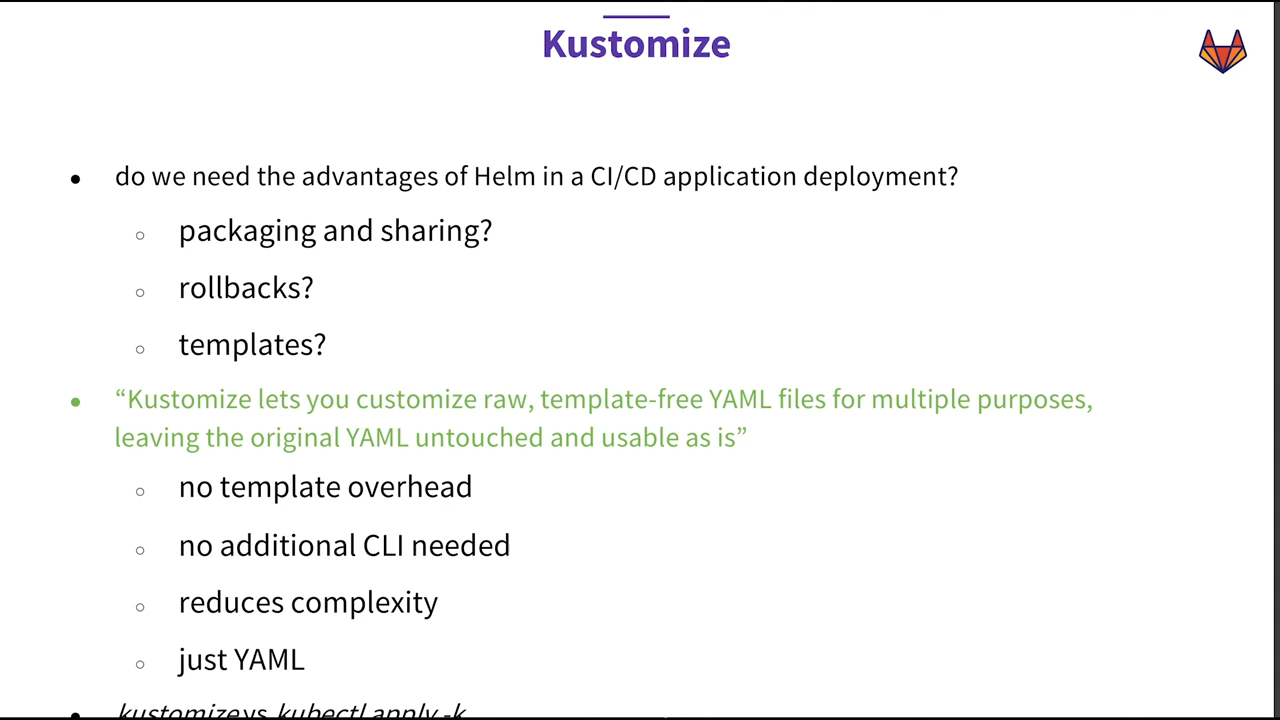 Kustomize
● do we need the advantages of Helm in a CI/CD application deployment?
○ packaging and sharing?
○ rollbacks?
○ templates?
● “Kustomize lets you customize raw, template-free YAML files for multiple purposes,
leaving the original YAML untouched and usable as is”
○ no template overhead
○ no additional CLI needed
○ reduces complexity
○ just YAML
● kustomize vs kubectl apply -k